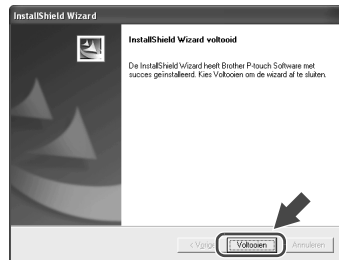 InstallShield Wizard
InstallShield Wizard voltooid
De InstallShield Wizard heeft Brother P-touch Software met
succes geïnstalleerd. Kies Voltooien om de wizard af te sluiten.
< Vorige Voltooien Annuleren